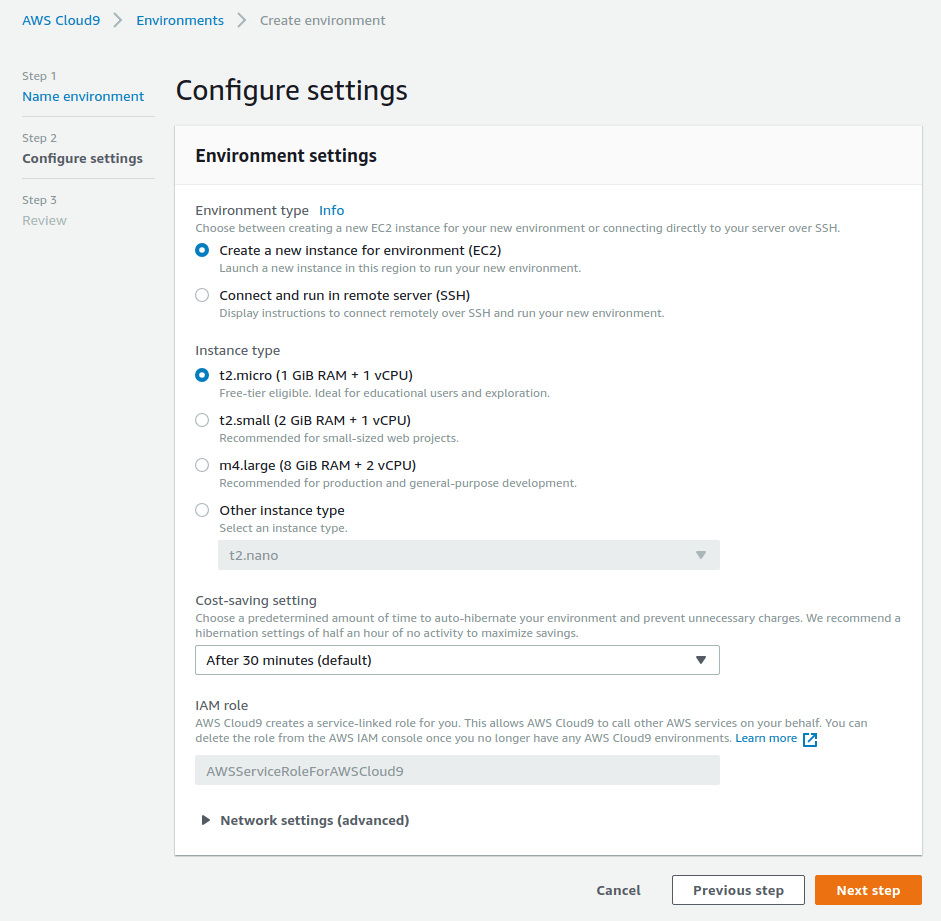 AWS Cloud9 > Environments > Create environment
Step 1
Name environment
Step 2
Configure settings
Step 3
Review
Configure settings
Environment settings
Environment type Info
Choose between creating a new EC2 instance for your new environment or connecting directly to your server over SSH.
Create a new instance for environment (EC2)
Launch a new instance in this region to run your new environment.
Connect and run in remote server (SSH)
Display instructions to connect remotely over SSH and run your new environment.
Instance type
t2.micro (1 GiB RAM + 1 vCPU)
Free-tier eligible. Ideal for educational users and exploration.
t2.small (2 GiB RAM + 1 vCPU)
Recommended for small-sized web projects.
m4.large (8 GiB RAM + 2 vCPU)
Recommended for production and general-purpose development.
Other instance type
Select an instance type.
t2.nano
Cost-saving setting
Choose a predetermined amount of time to auto-hibernate your environment and prevent unnecessary charges. We recommend a
hibernation settings of half an hour of no activity to maximize savings.
After 30 minutes (default)
IAM role
AWS Cloud9 creates a service-linked role for you. This allows AWS Cloud9 to call other AWS services on your behalf. You can
delete the role from the AWS IAM console once you no longer have any AWS Cloud9 environments. Learn more
AWSServiceRoleForAWSCloud9
Network settings (advanced)
Cancel
Previous step
Next step